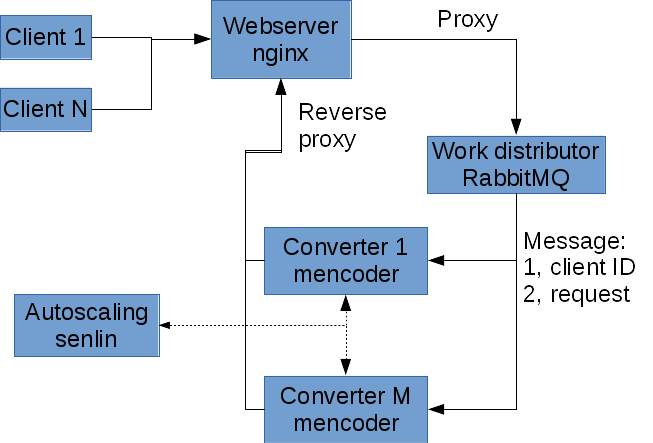 Client 1
Webserver
nginx
Proxy
Client N
Reverse
proxy
Work distributor
RabbitMQ
Converter 1
mencoder
Message:
1, client ID
2, request
Autoscaling
senlin
Converter M
mencoder